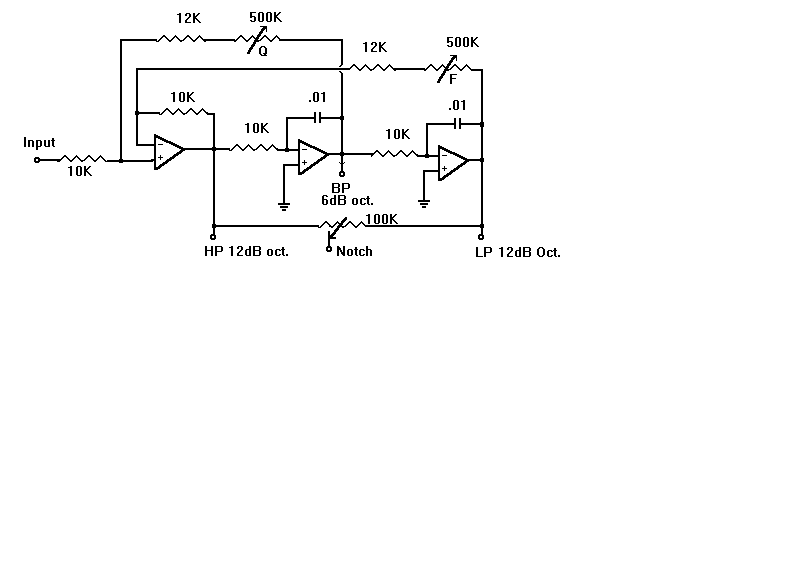 12K
500K
Q
12K
500K
F
10K
.01
.01
10K
10K
Input
10K
−
+
−
+
−
+
BP
6dB oct.
100K
HP 12dB oct.
Notch
LP 12dB Oct.